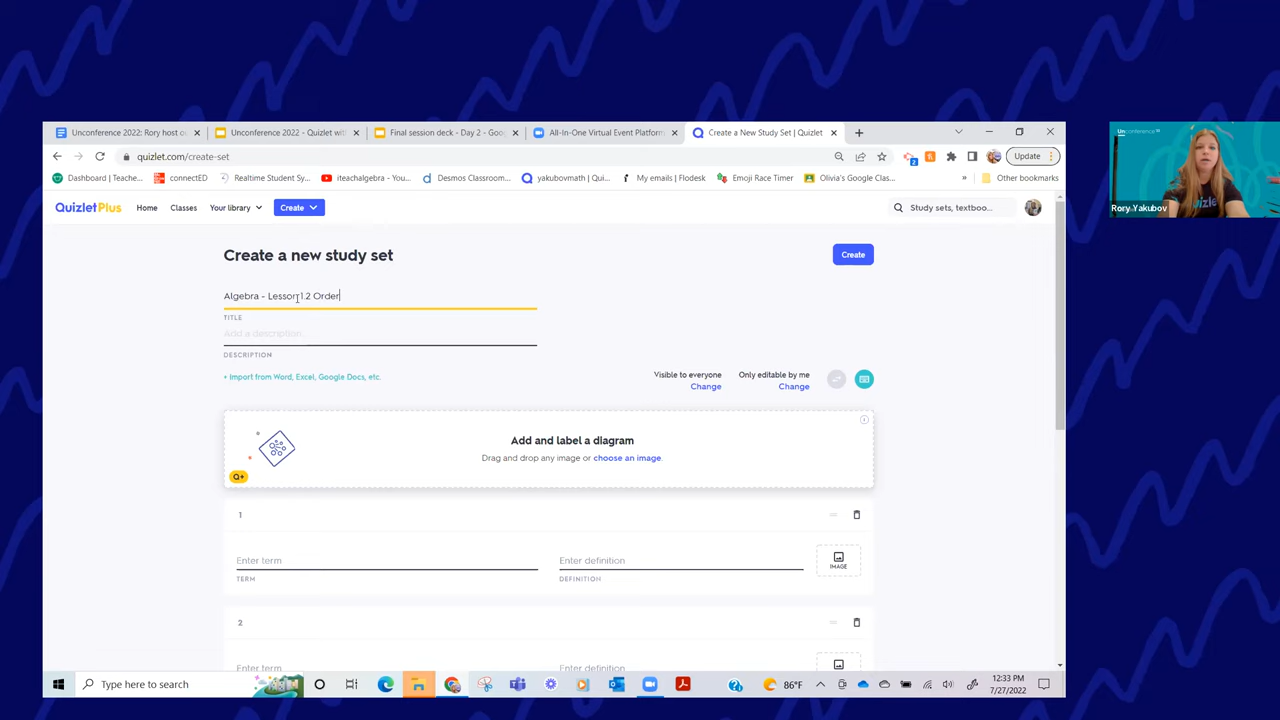 Unconference 2022: Rory host o
Unconference 2022 - Quizlet wit
Final session deck - Day 2 - Goo
All-In-One Virtual Event Platform
Create a New Study Set | Quizlet
quizlet.com/create-set
Update
Dashboard | Teache...
connectED
Realtime Student Sy...
iteachalgebra - You...
Desmos Classroom...
yakubovmath | Qui...
My emails | Flodesk
Emoji Race Timer
Olivia's Google Clas...
»
Other bookmarks
QuizletPlus
Home
Classes
Your library
Create
Study sets, textboo...
Create a new study set
Create
Algebra - Lesson 1.2 Order
TITLE
Add a description...
DESCRIPTION
+ Import from Word, Excel, Google Docs, etc.
Visible to everyone
Change
Only editable by me
Change
Add and label a diagram
Drag and drop any image or choose an image.
Q+
1
Enter term
TERM
Enter definition
DEFINITION
IMAGE
2
Enter term
Enter definition
Type here to search
86°F
12:33 PM
7/27/2022
Unconference
Quizlet
Rory Yakubov